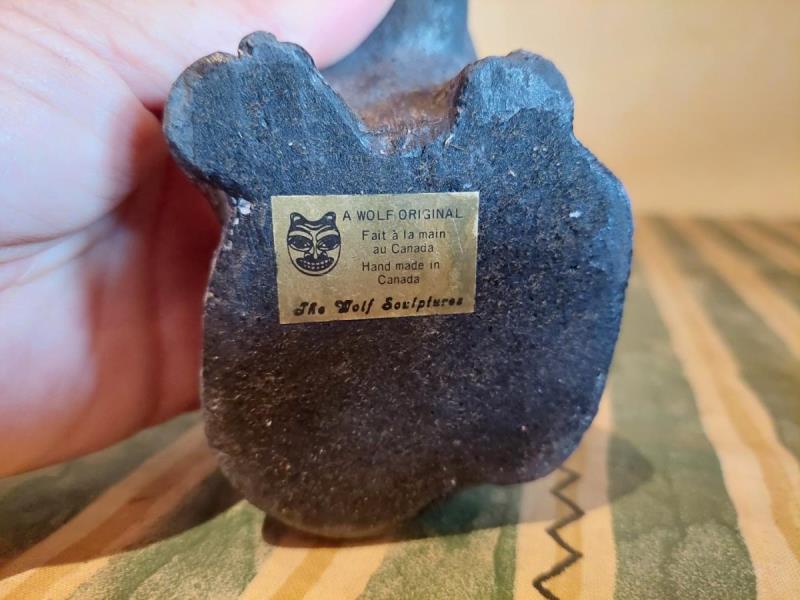 A WOLF ORIGINAL
Fait à la main
au Canada
Hand made in
Canada
The Wolf Sculptures